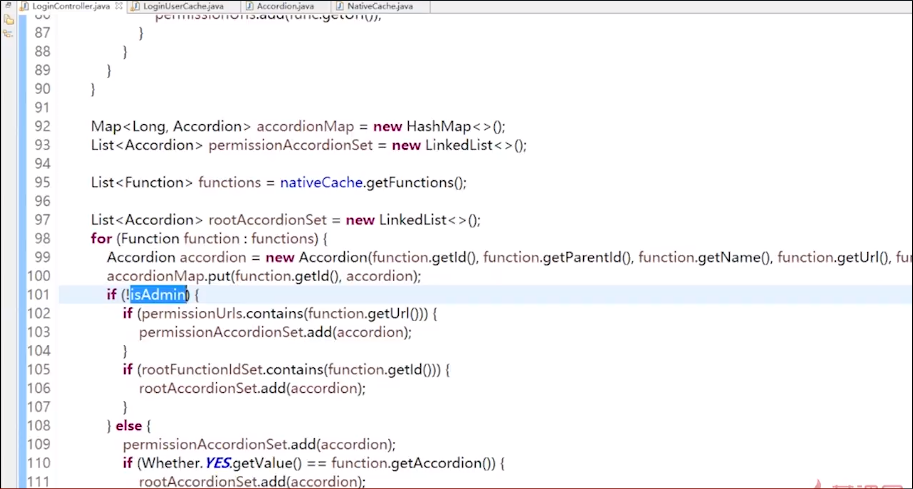 LoginController.java LoginUserCache.java Accordion.java NativeCache.java
86 permissionUrls.add(func.getUrl());
87 }
88 }
89 }
90 }
91
92 Map<Long, Accordion> accordionMap = new HashMap<>();
93 List<Accordion> permissionAccordionSet = new LinkedList<>();
94
95 List<Function> functions = nativeCache.getFunctions();
96
97 List<Accordion> rootAccordionSet = new LinkedList<>();
98 for (Function function : functions) {
99 Accordion accordion = new Accordion(function.getId(), function.getParentId(), function.getName(), function.getUrl(), fu
100 accordionMap.put(function.getId(), accordion);
101 if (!isAdmin) {
102 if (permissionUrls.contains(function.getUrl())) {
103 permissionAccordionSet.add(accordion);
104 }
105 if (rootFunctionIdSet.contains(function.getId())) {
106 rootAccordionSet.add(accordion);
107 }
108 } else {
109 permissionAccordionSet.add(accordion);
110 if (Whether.YES.getValue() == function.getAccordion()) {
111 rootAccordionSet.add(accordion);